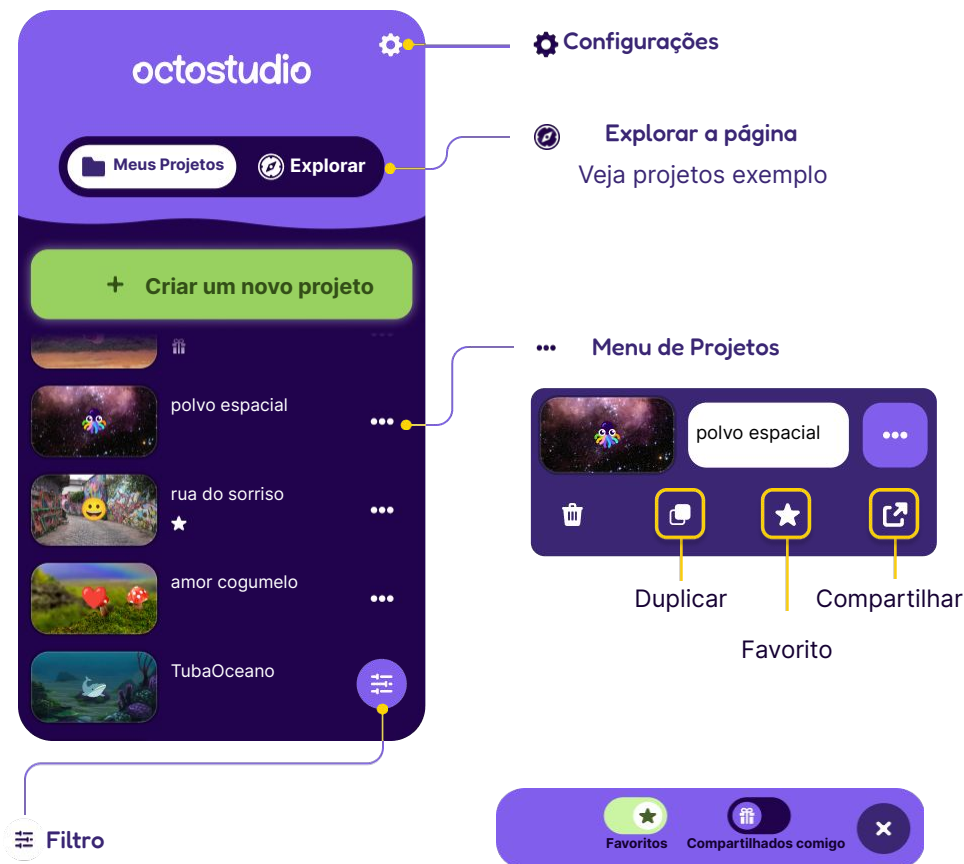 octostudio
Meus Projetos
Explorar
+ Criar um novo projeto
polvo espacial
rua do sorriso
amor cogumelo
TubaOceano
Filtro
Configurações
Explorar a página
Veja projetos exemplo
Menu de Projetos
polvo espacial
Duplicar
Compartilhar
Favorito
Favoritos
Compartilhados comigo